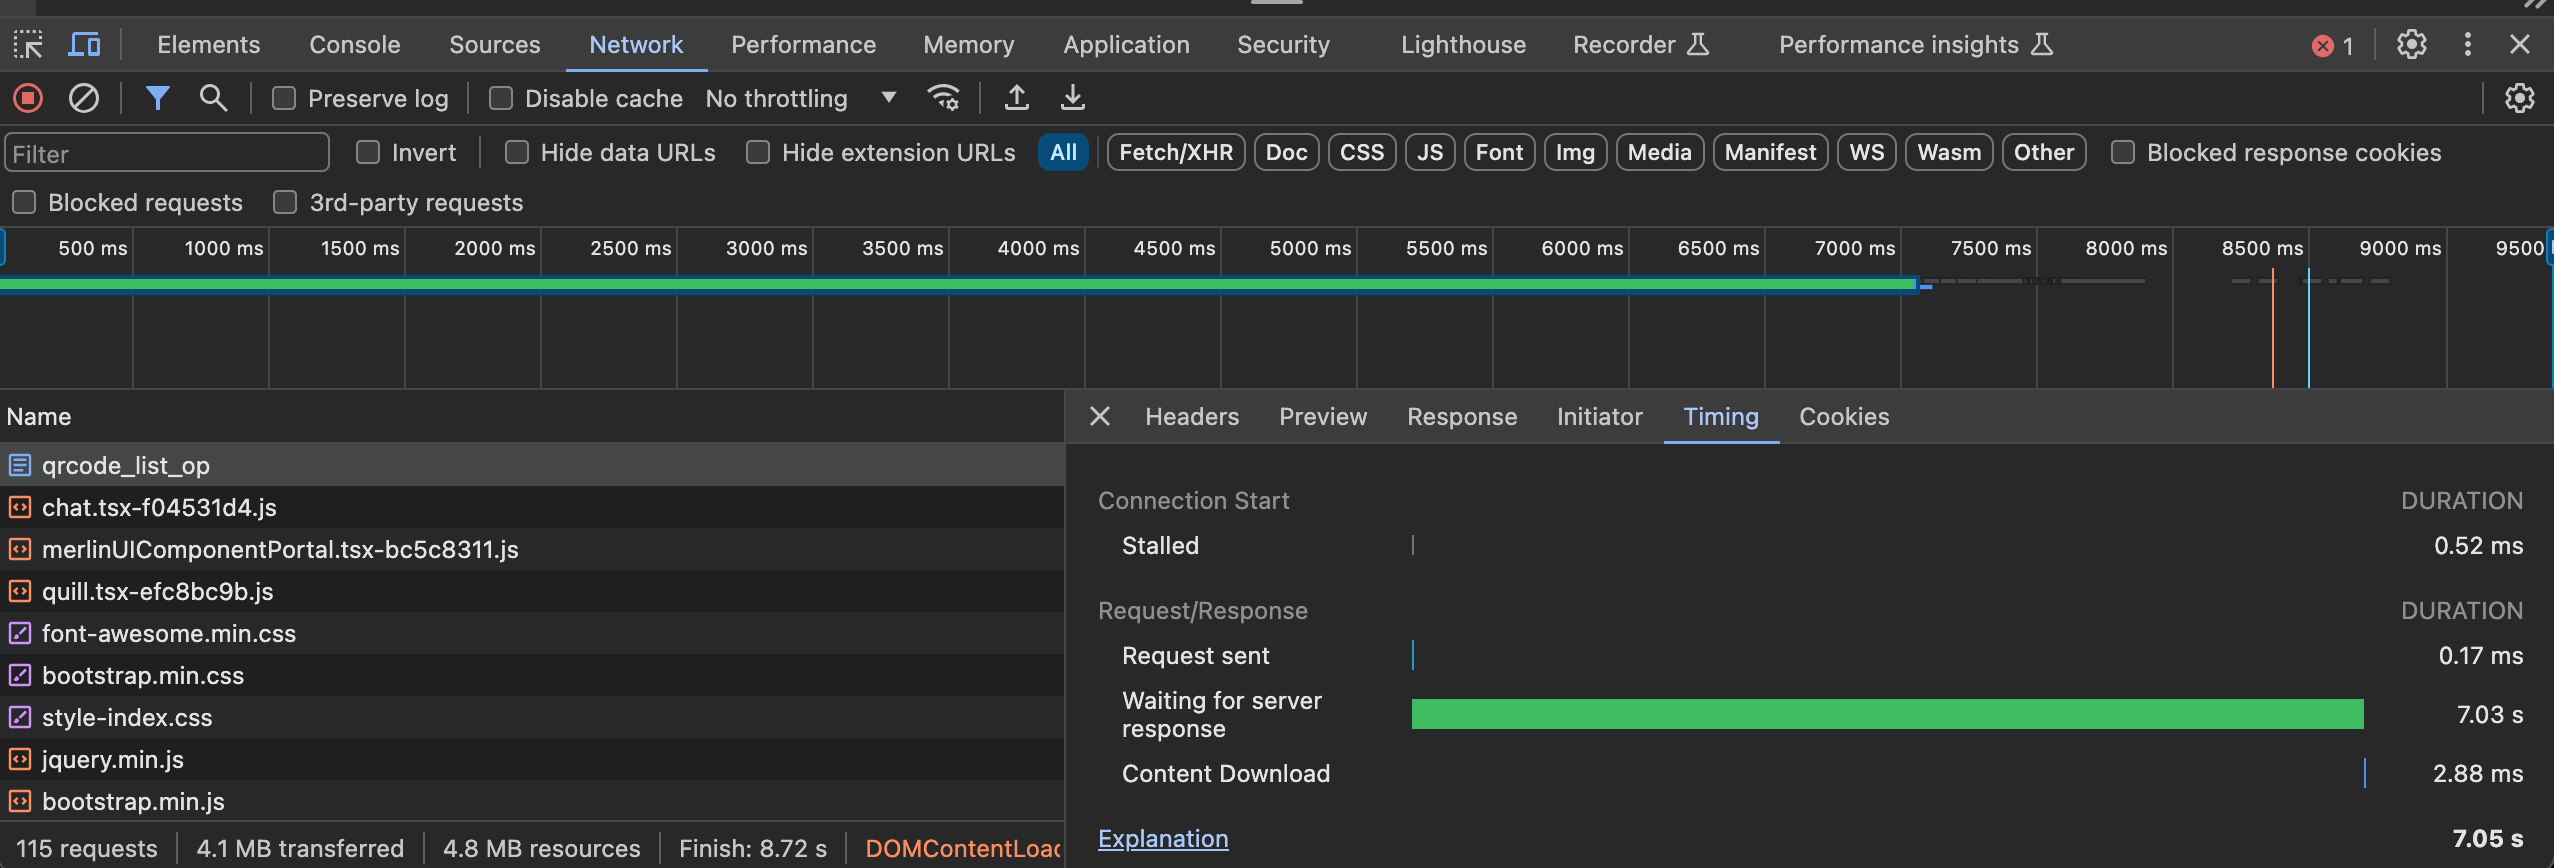 Elements Console Sources Network Performance Memory Application Security Lighthouse Recorder Performance insights 1
Preserve log Disable cache No throttling
Filter Invert Hide data URLs Hide extension URLs All Fetch/XHR Doc CSS JS Font Img Media Manifest WS Wasm Other Blocked response cookies
Blocked requests 3rd-party requests
500 ms 1000 ms 1500 ms 2000 ms 2500 ms 3000 ms 3500 ms 4000 ms 4500 ms 5000 ms 5500 ms 6000 ms 6500 ms 7000 ms 7500 ms 8000 ms 8500 ms 9000 ms 9500
Name
qrcode_list_op
chat.tsx-f04531d4.js
merlinUIComponentPortal.tsx-bc5c8311.js
quill.tsx-efc8bc9b.js
font-awesome.min.css
bootstrap.min.css
style-index.css
jquery.min.js
bootstrap.min.js
115 requests 4.1 MB transferred 4.8 MB resources Finish: 8.72 s DOMContentLoad
Headers Preview Response Initiator Timing Cookies
Connection Start DURATION
Stalled 0.52 ms
Request/Response DURATION
Request sent 0.17 ms
Waiting for server
response 7.03 s
Content Download 2.88 ms
Explanation 7.05 s